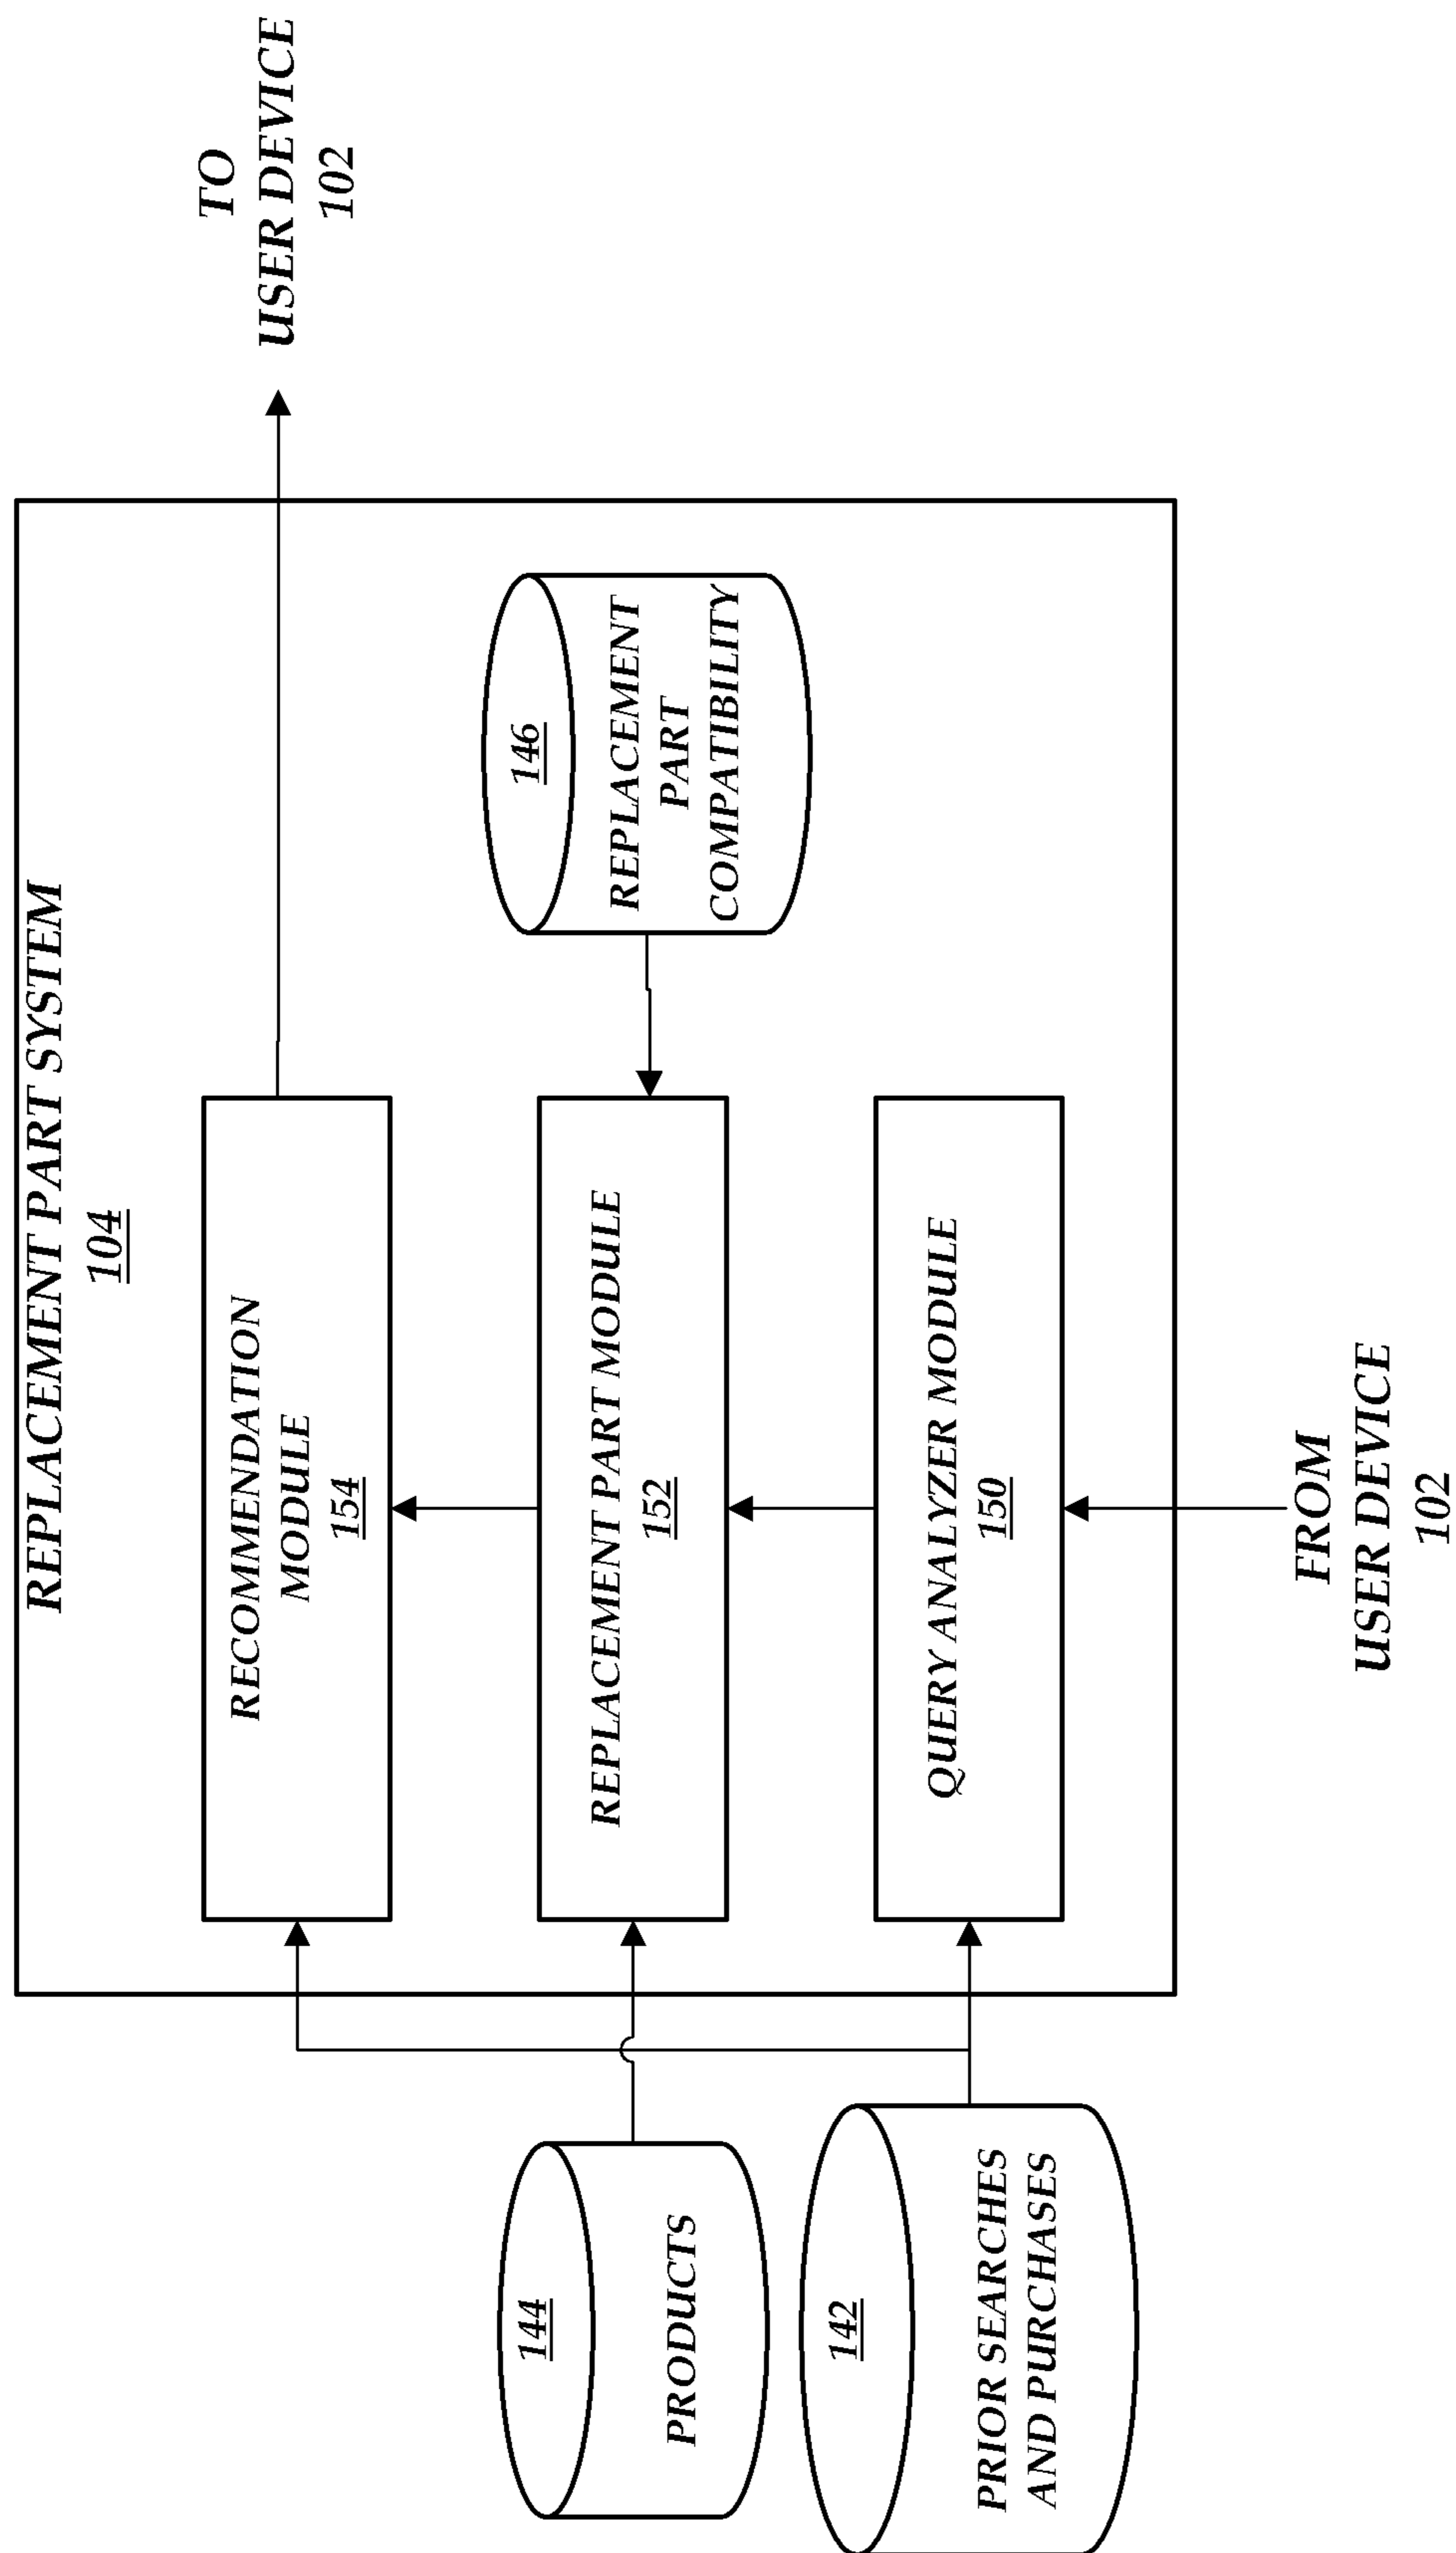 REPLACEMENT PART SYSTEM
104
TO
USER DEVICE
102
RECOMMENDATION
MODULE
154
144
PRODUCTS
REPLACEMENT PART MODULE
152
146
REPLACEMENT
PART
COMPATIBILITY
142
PRIOR SEARCHES
AND PURCHASES
QUERY ANALYZER MODULE
150
FROM
USER DEVICE
102